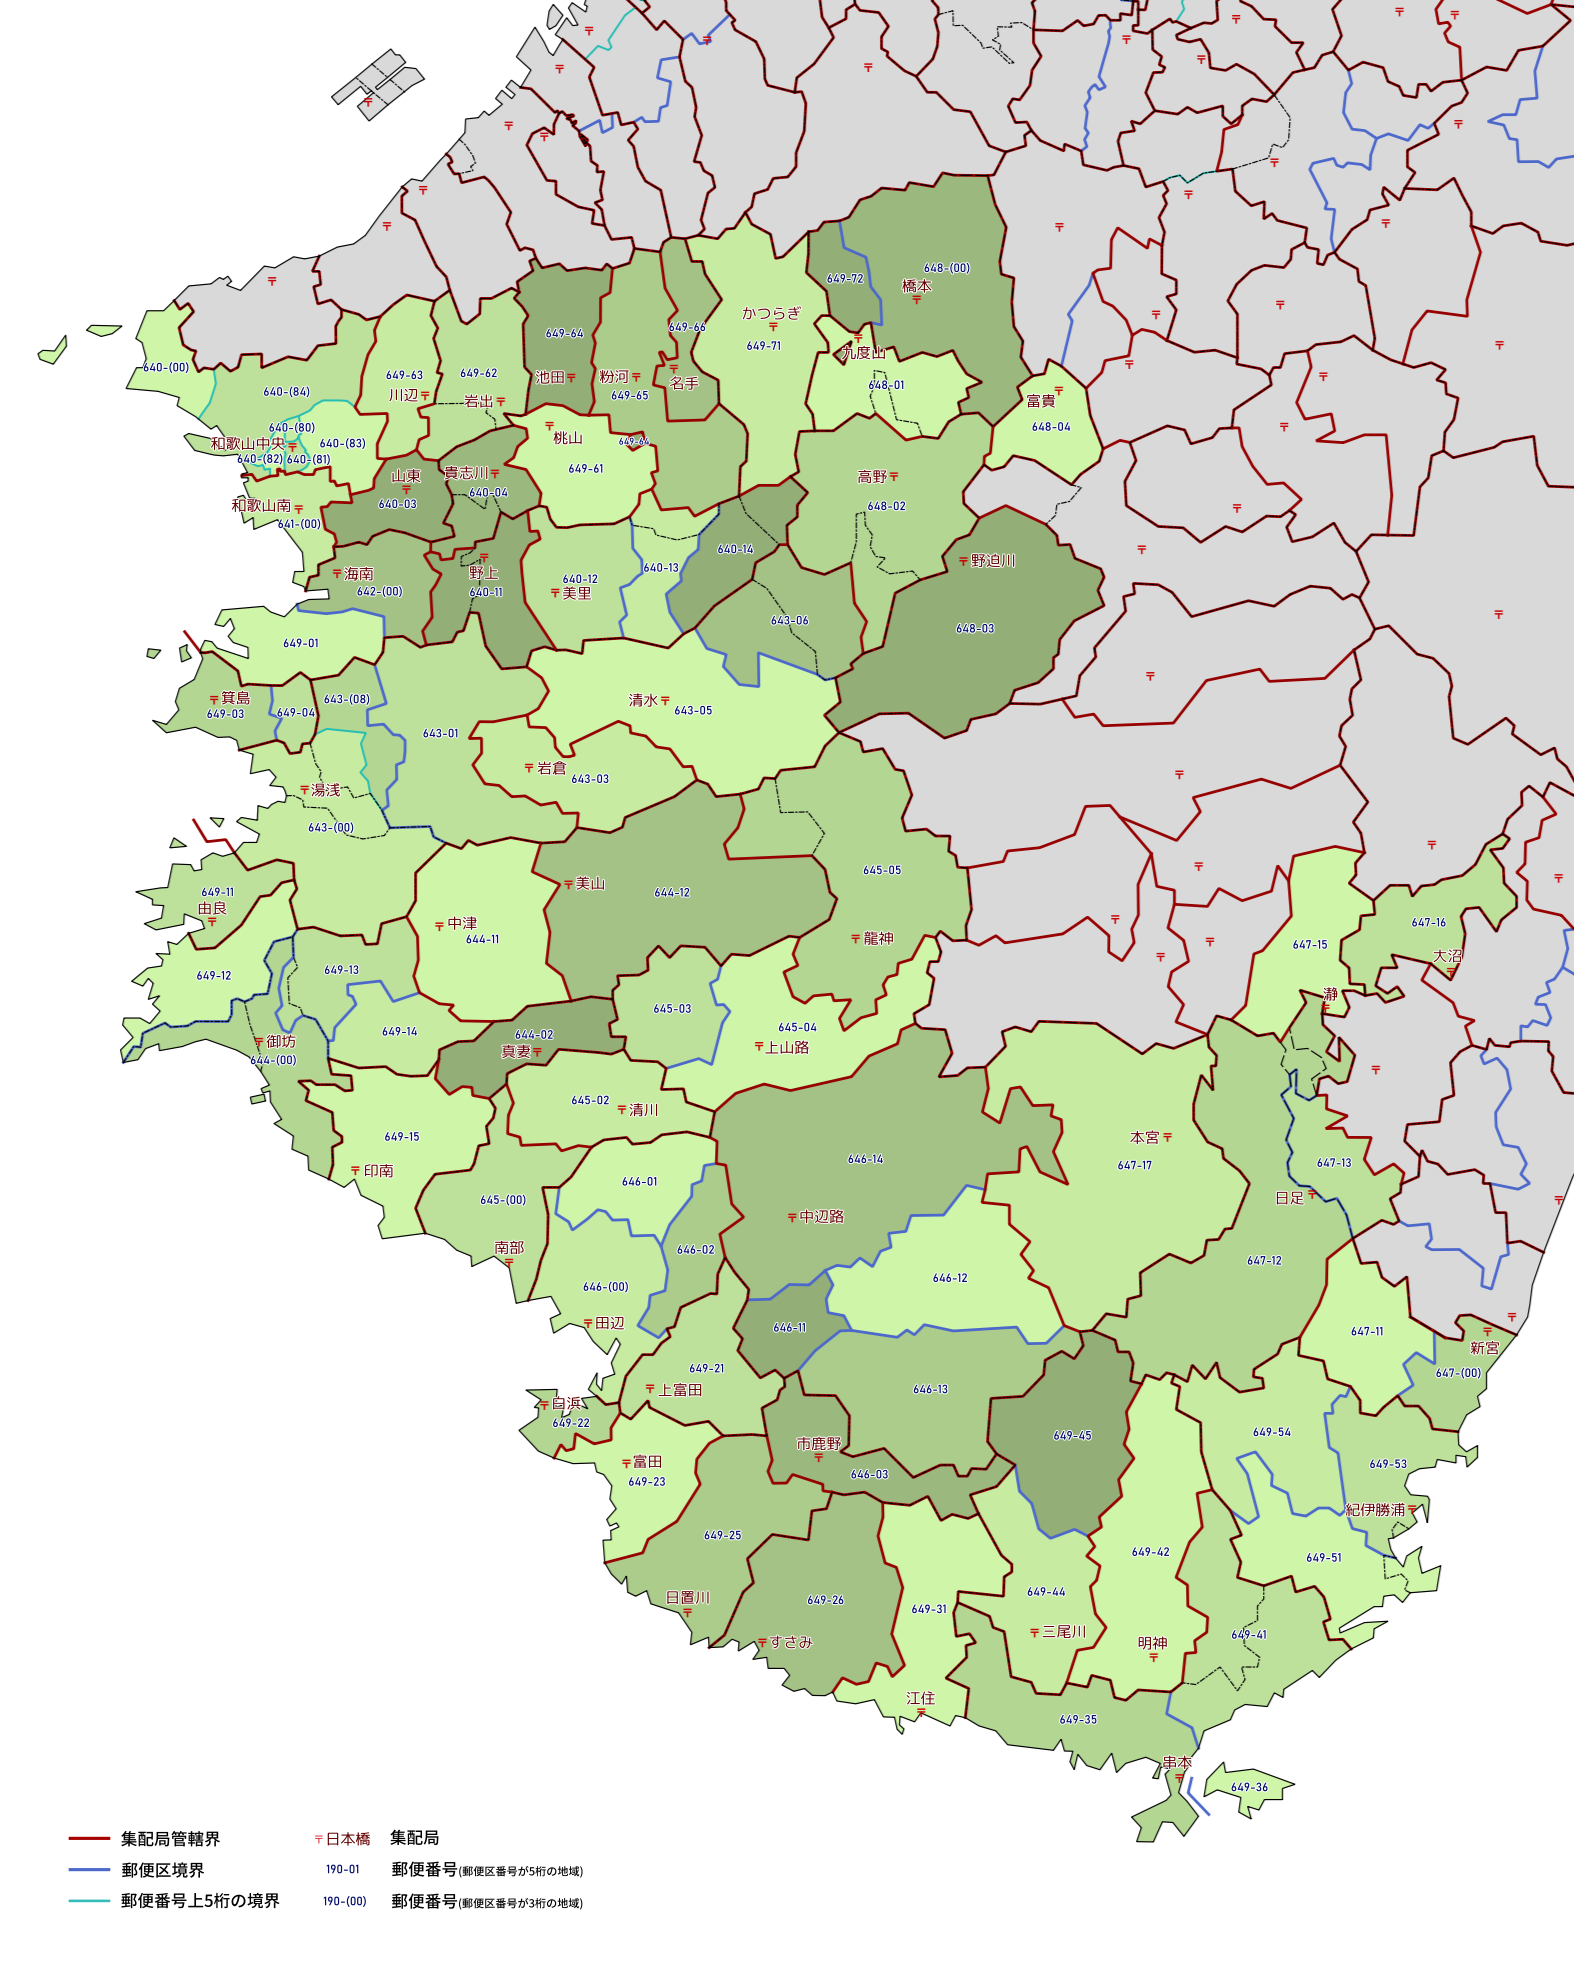 648-(00)
橋本
649-72
かつらぎ
649-71
九度山
648-01
富貴
648-04
649-66
649-64
649-62
649-63
649-65
640-(00)
640-(84)
池田
粉河
名手
川辺
岩出
640-(80)
640-(83)
和歌山中央
640-(82)
640-(81)
桃山
649-64
649-61
山東
640-03
貴志川
640-04
高野
648-02
和歌山南
641-(00)
640-14
野迫川
648-03
海南
642-(00)
野上
640-11
640-12
美里
640-13
643-06
649-01
箕島
649-03
649-04
643-(08)
清水
643-05
643-01
岩倉
643-03
湯浅
643-(00)
645-05
美山
644-12
649-11
由良
中津
644-11
龍神
647-16
大沼
647-15
瀞
649-12
649-13
649-14
645-03
645-04
上山路
御坊
644-(00)
644-02
真妻
645-02
清川
649-15
印南
本宮
647-17
646-14
647-13
日足
646-01
645-(00)
中辺路
南部
646-02
646-12
647-12
646-(00)
田辺
646-11
647-11
新宮
647-(00)
649-21
上富田
646-13
白浜
649-22
市鹿野
646-03
649-45
649-54
649-53
富田
649-23
紀伊勝浦
649-25
649-42
649-51
日置川
649-26
649-31
649-44
三尾川
明神
649-41
すさみ
江住
649-35
串本
649-36
集配局管轄界
日本橋
集配局
郵便区境界
190-01
郵便番号(郵便区番号が5桁の地域)
郵便番号上5桁の境界
190-(00)
郵便番号(郵便区番号が3桁の地域)